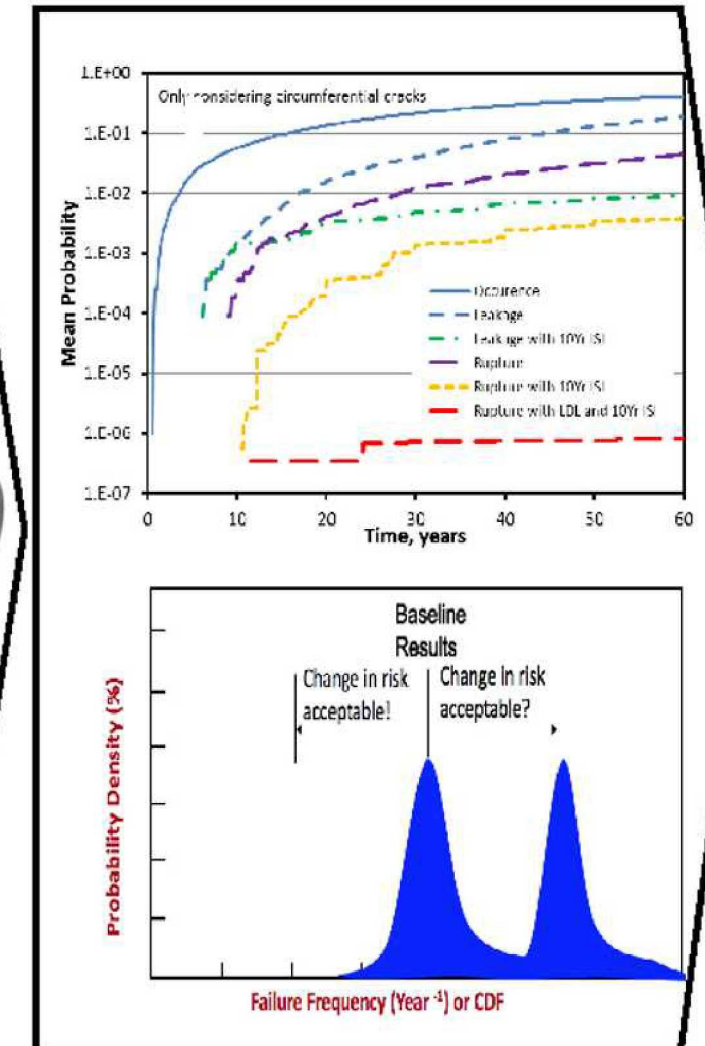 1.E+00
Only considering circumferential cracks
1.E-01
1.E-02
1.E-03
1.E-04
1.E-05
1.E-06
1.E-07
Mean Probability
Occurence
Leakage
Leakage with 10Yr ISI
Rupture
Rupture with 10Yr ISI
Rupture with LDL and 10Yr ISI
0 10 20 30 40 50 60
Time, years
Baseline
Results
Change in risk
acceptable!
Change in risk
acceptable?
Probability Density (%)
Failure Frequency (Year -1) or CDF